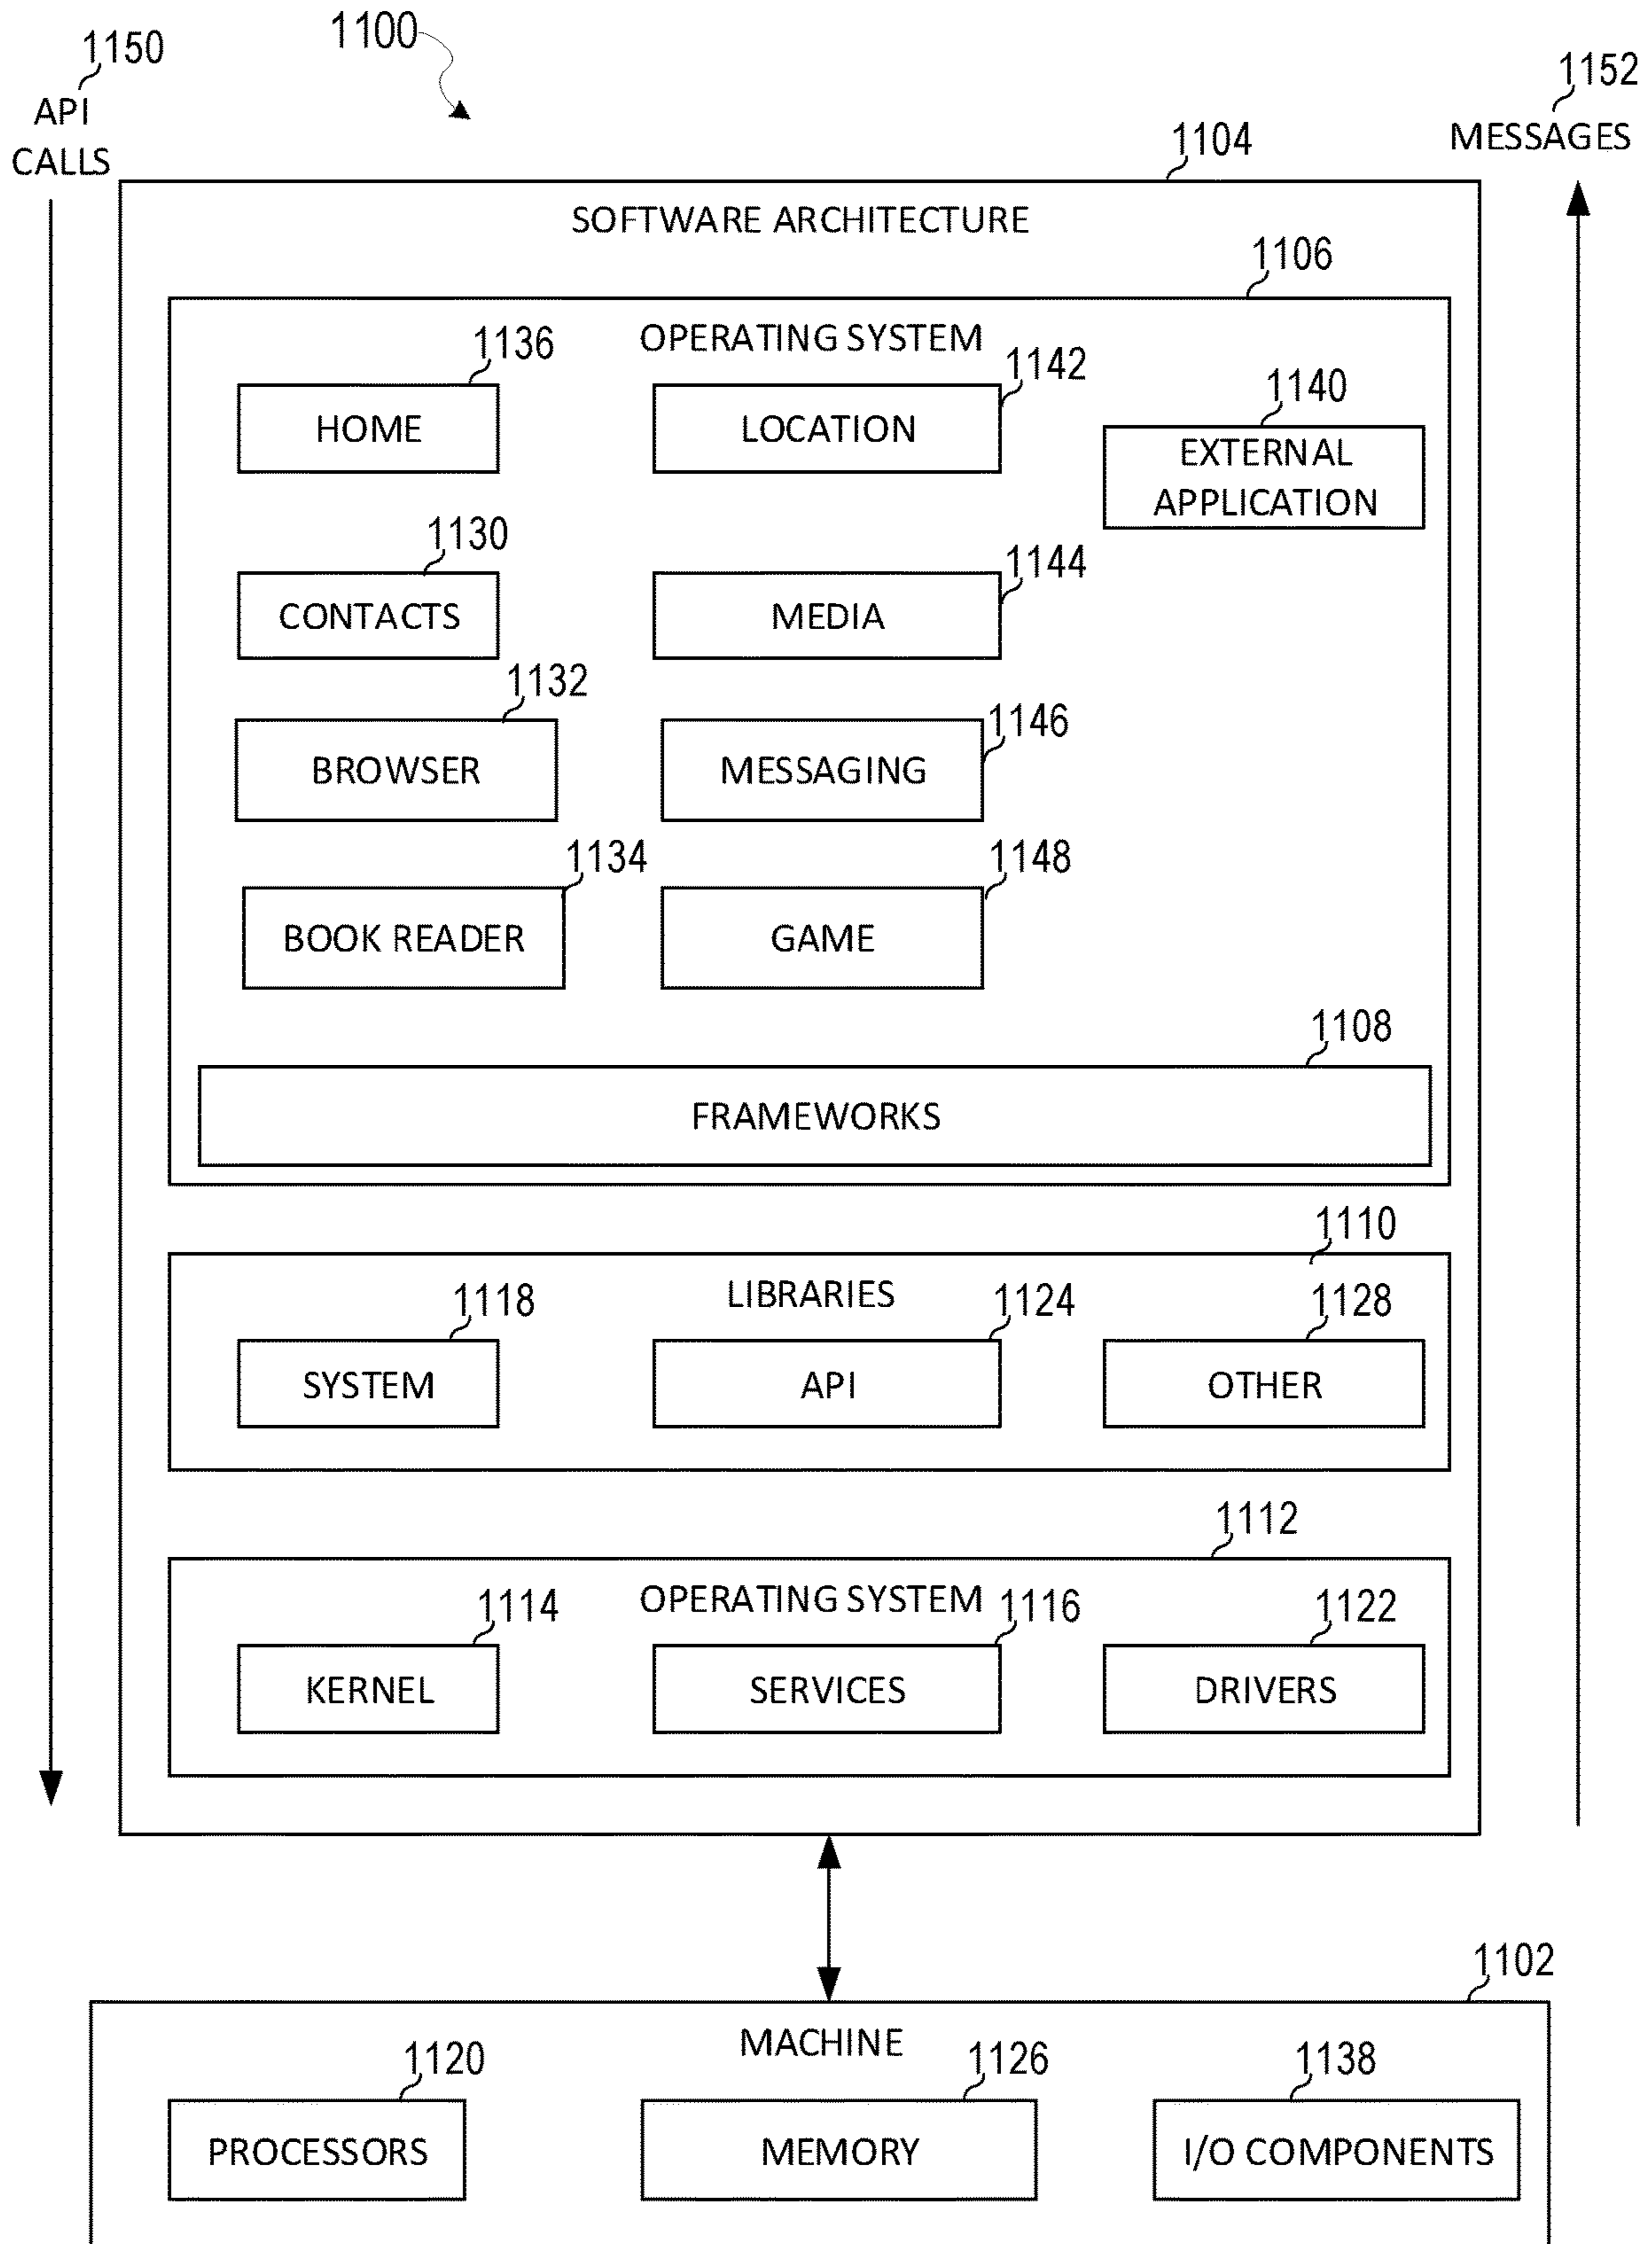 1100
1150
API
CALLS
1152
MESSAGES
1104
SOFTWARE ARCHITECTURE
1106
OPERATING SYSTEM
1136
HOME
1142
LOCATION
1140
EXTERNAL
APPLICATION
1130
CONTACTS
1144
MEDIA
1132
BROWSER
1146
MESSAGING
1134
BOOK READER
1148
GAME
1108
FRAMEWORKS
1110
LIBRARIES
1118
SYSTEM
1124
API
1128
OTHER
1112
OPERATING SYSTEM
1114
KERNEL
1116
SERVICES
1122
DRIVERS
1102
MACHINE
1120
PROCESSORS
1126
MEMORY
1138
I/O COMPONENTS